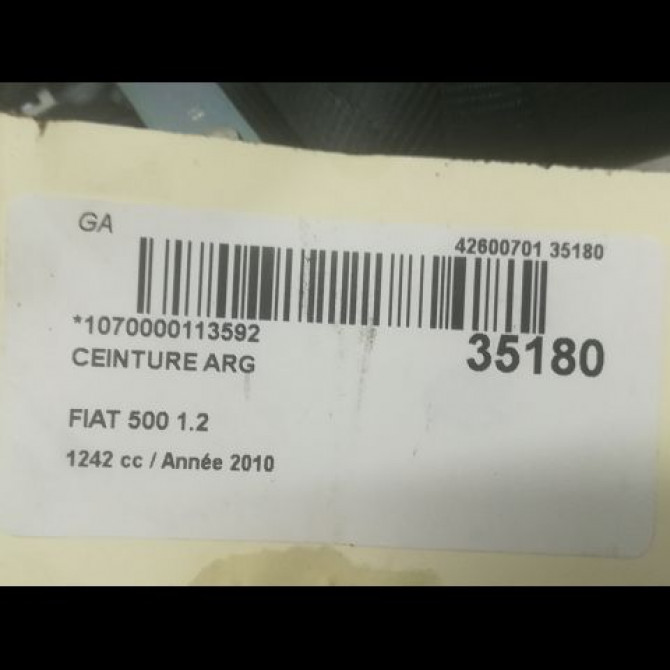 GA
42600701 35180
*1070000113592
35180
CEINTURE ARG
FIAT 500 1.2
1242 cc / Année 2010